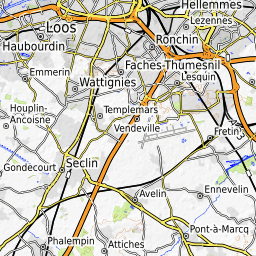 Hellemmes
Loos
Lezennes
Ronchin
Haubourdin
Faches-Thumesnil
Emmerin
Lesquin
Wattignies
Houplin-
Ancoisne
Templemars
Vendeville
Fretin
Seclin
Gondecourt
Ennevelin
Avelin
Pont-à-Marcq
Phalempin
Attiches